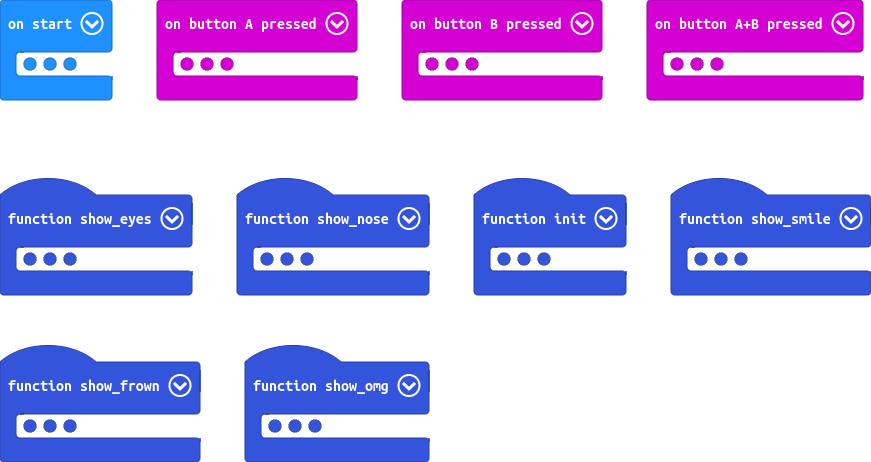 on start
on button A pressed
on button B pressed
on button A+B pressed
function show_eyes
function show_nose
function init
function show_smile
function show_frown
function show_omg